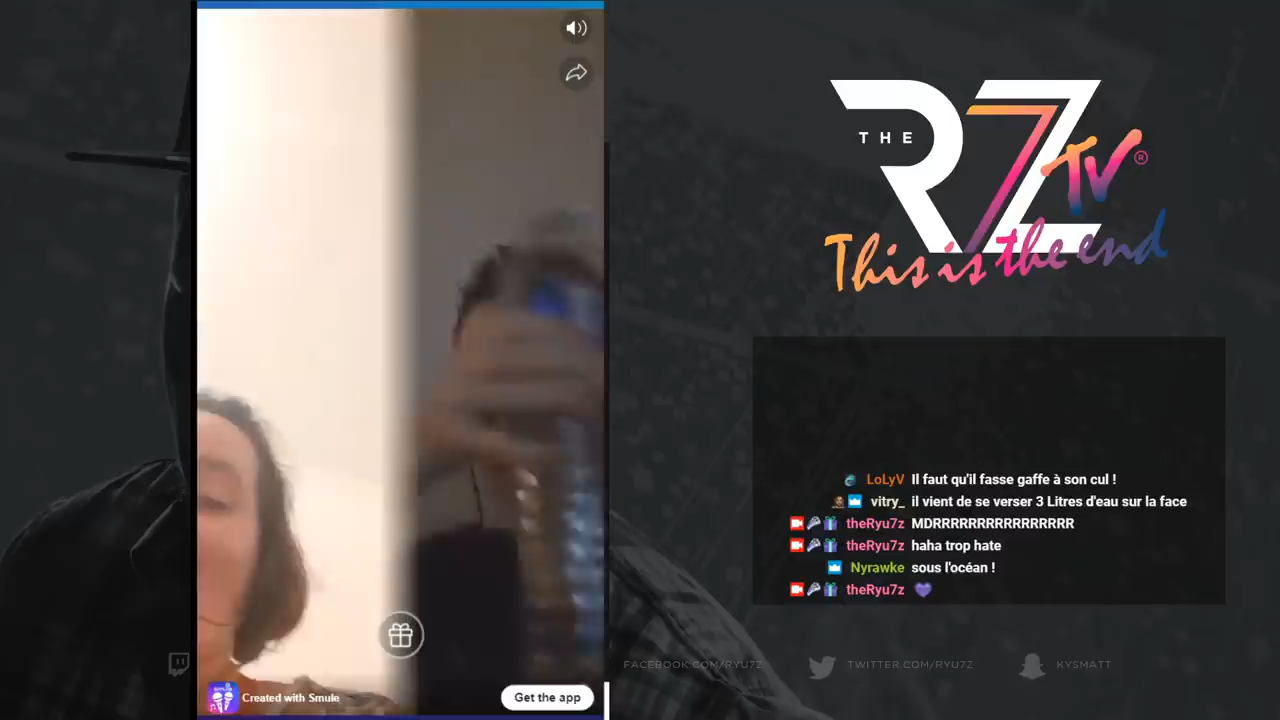 THE
R7Z
TV®
This is the end
LoLyV Il faut qu'il fasse gaffe à son cul !
vitry_ il vient de se verser 3 Litres d'eau sur la face
theRyu7z MDRRRRRRRRRRRRRRRR
theRyu7z haha trop hate
Nyrawke sous l'océan !
theRyu7z 💜
FACEBOOK.COM/RYU7Z
TWITTER.COM/RYU7Z
KYSMATT
Created with Smule
Get the app